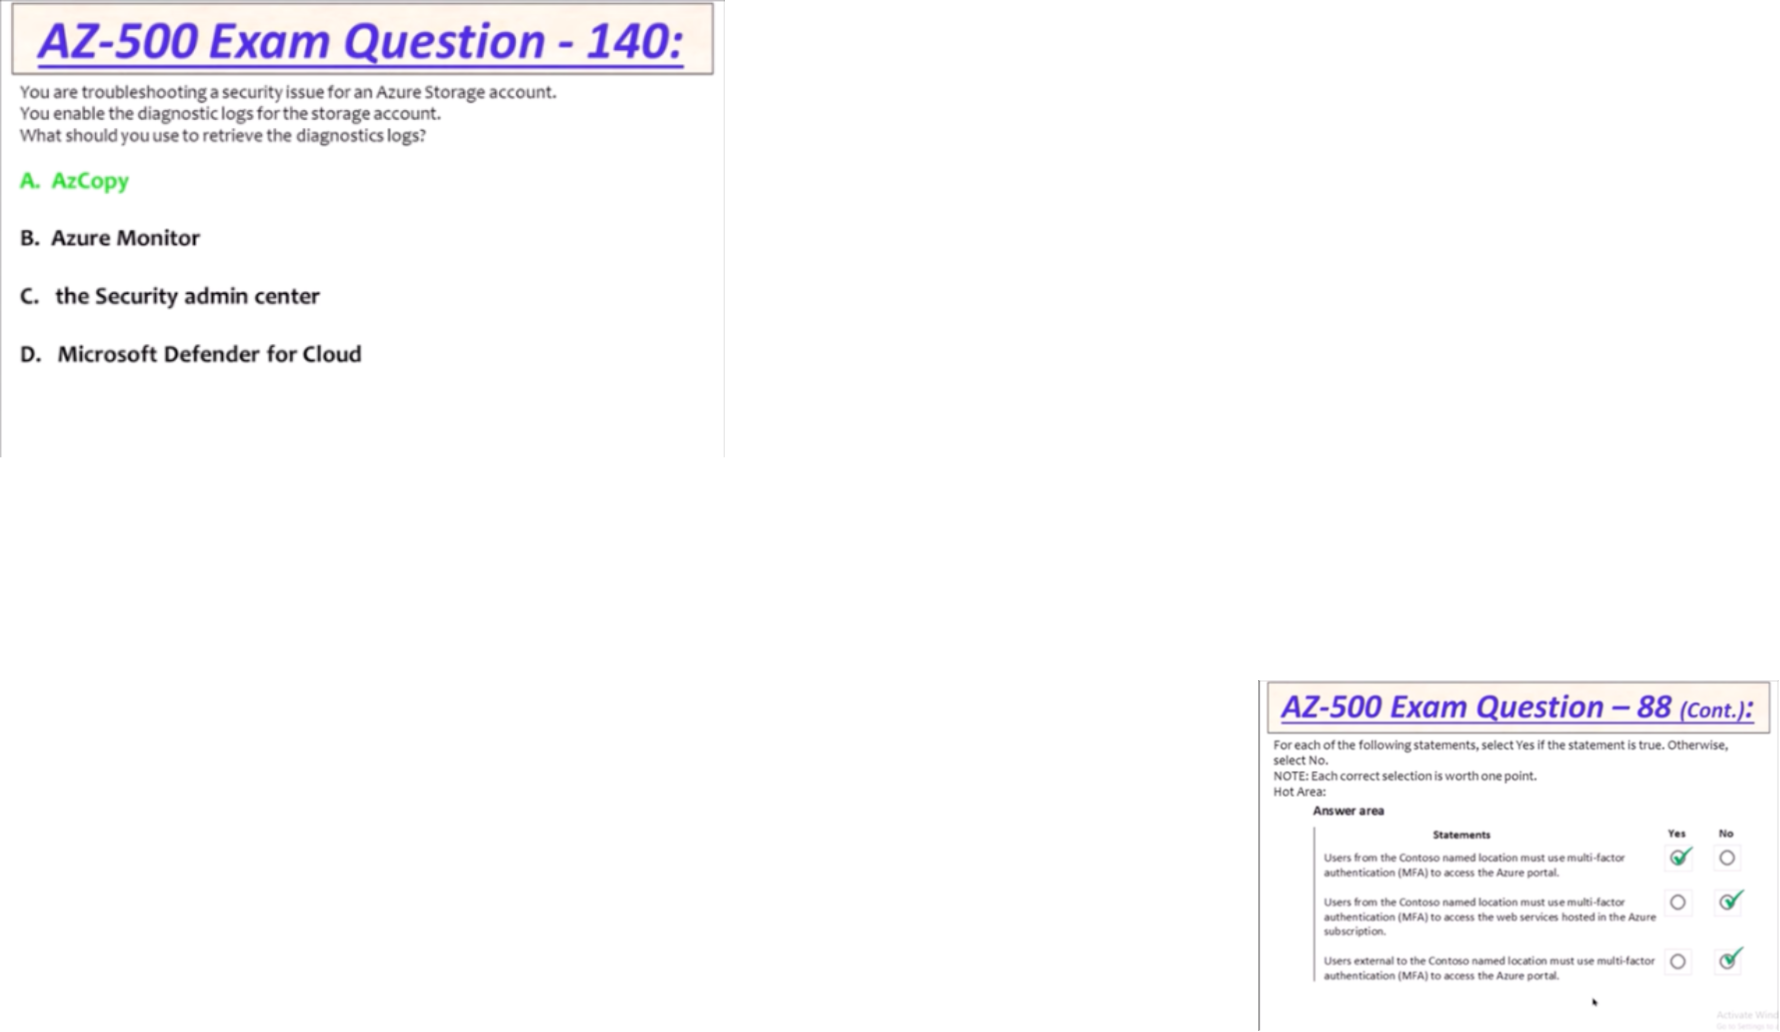 AZ-500 Exam Question - 140:
You are troubleshooting a security issue for an Azure Storage account.
You enable the diagnostic logs for the storage account.
What should you use to retrieve the diagnostics logs?
A. AzCopy
B. Azure Monitor
C. the Security admin center
D. Microsoft Defender for Cloud
AZ-500 Exam Question – 88 (Cont.):
For each of the following statements, select Yes if the statement is true. Otherwise,
select No.
NOTE: Each correct selection is worth one point.
Hot Area:
Answer area
Statements Yes No
Users from the Contoso named location must use multi-factor
authentication (MFA) to access the Azure portal.
Users from the Contoso named location must use multi-factor
authentication (MFA) to access the web services hosted in the Azure
subscription.
Users external to the Contoso named location must use multi-factor
authentication (MFA) to access the Azure portal.
Activate Wind
Go to Settings to